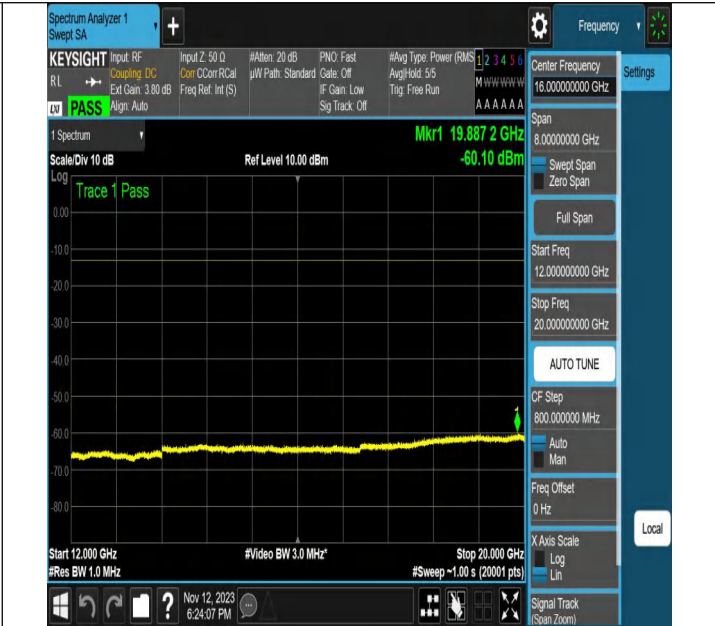 Spectrum Analyzer 1
Swept SA
+
Frequency
KEYSIGHT
RL
LXI
PASS
Input: RF
Coupling: DC
Ext Gain: 3.80 dB
Align: Auto
Input Z: 50 Ω
Corr CCorr RCal
Freq Ref: Int (S)
#Atten: 20 dB
µW Path: Standard
PNO: Fast
Gate: Off
IF Gain: Low
Sig Track: Off
#Avg Type: Power (RMS
Avg|Hold: 5/5
Trig: Free Run
1 2 3 4 5 6
M W W W W W
A A A A A A
1 Spectrum
Scale/Div 10 dB
Ref Level 10.00 dBm
Mkr1 19.887 2 GHz
-60.10 dBm
Log
Trace 1 Pass
0.00
-10.0
-20.0
-30.0
-40.0
-50.0
-60.0
-70.0
-80.0
1
Start 12.000 GHz
#Res BW 1.0 MHz
#Video BW 3.0 MHz*
Stop 20.000 GHz
#Sweep ~1.00 s (20001 pts)
Nov 12, 2023
6:24:07 PM
?
Center Frequency
16.000000000 GHz
Settings
Span
8.00000000 GHz
Swept Span
Zero Span
Full Span
Start Freq
12.000000000 GHz
Stop Freq
20.000000000 GHz
AUTO TUNE
CF Step
800.000000 MHz
Auto
Man
Freq Offset
0 Hz
X Axis Scale
Log
Lin
Local
Signal Track
(Span Zoom)